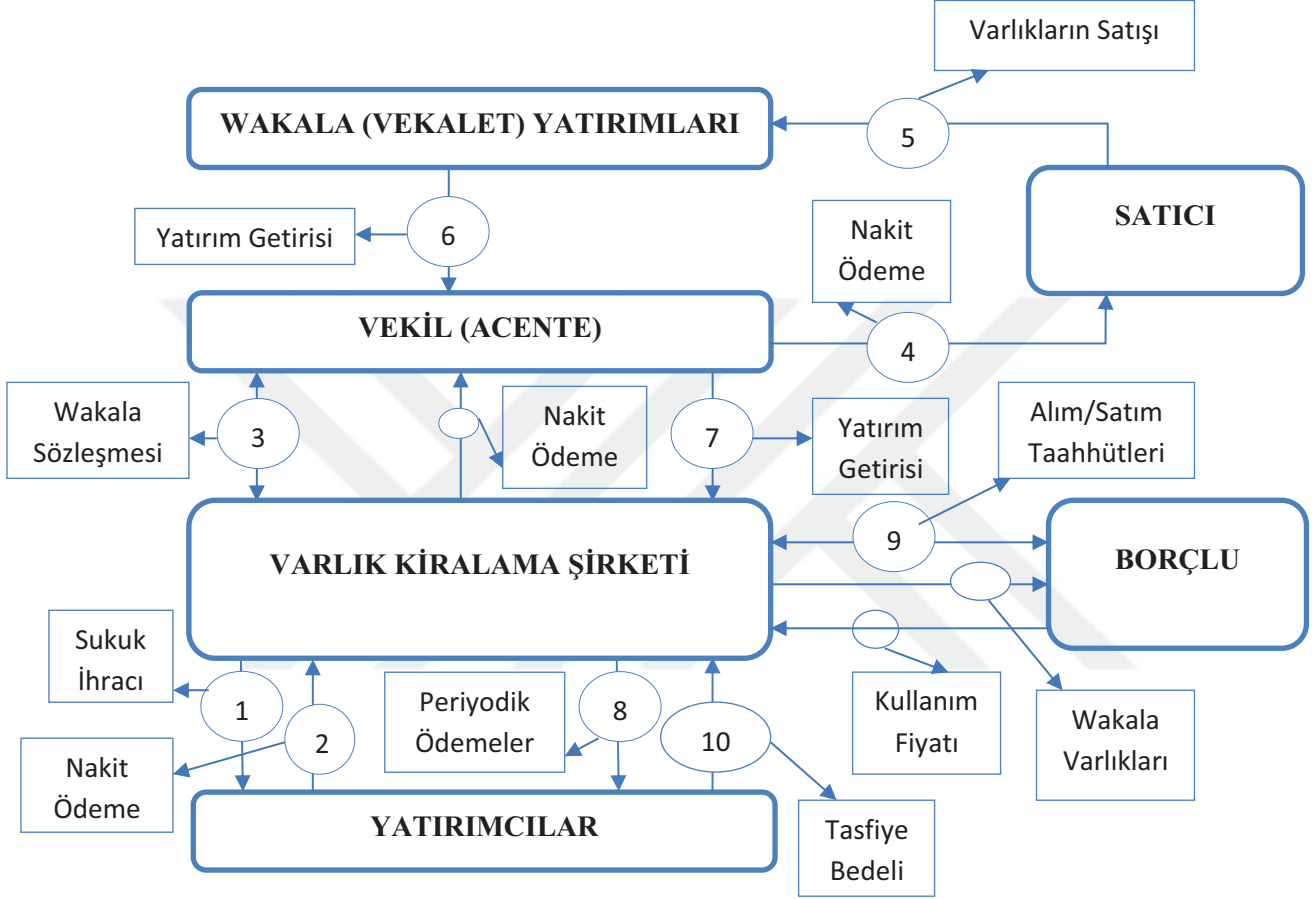 Varlıkların Satışı
WAKALA (VEKALET) YATIRIMLARI
5
SATICI
Yatırım Getirisi
6
Nakit
Ödeme
VEKİL (ACENTE)
4
Wakala
Sözleşmesi
3
Nakit
Ödeme
7
Yatırım
Getirisi
Alım/Satım
Taahhütleri
VARLIK KİRALAMA ŞİRKETİ
9
BORÇLU
Sukuk
İhracı
1
2
Periyodik
Ödemeler
8
10
Kullanım
Fiyatı
Wakala
Varlıkları
Nakit
Ödeme
YATIRIMCILAR
Tasfiye
Bedeli